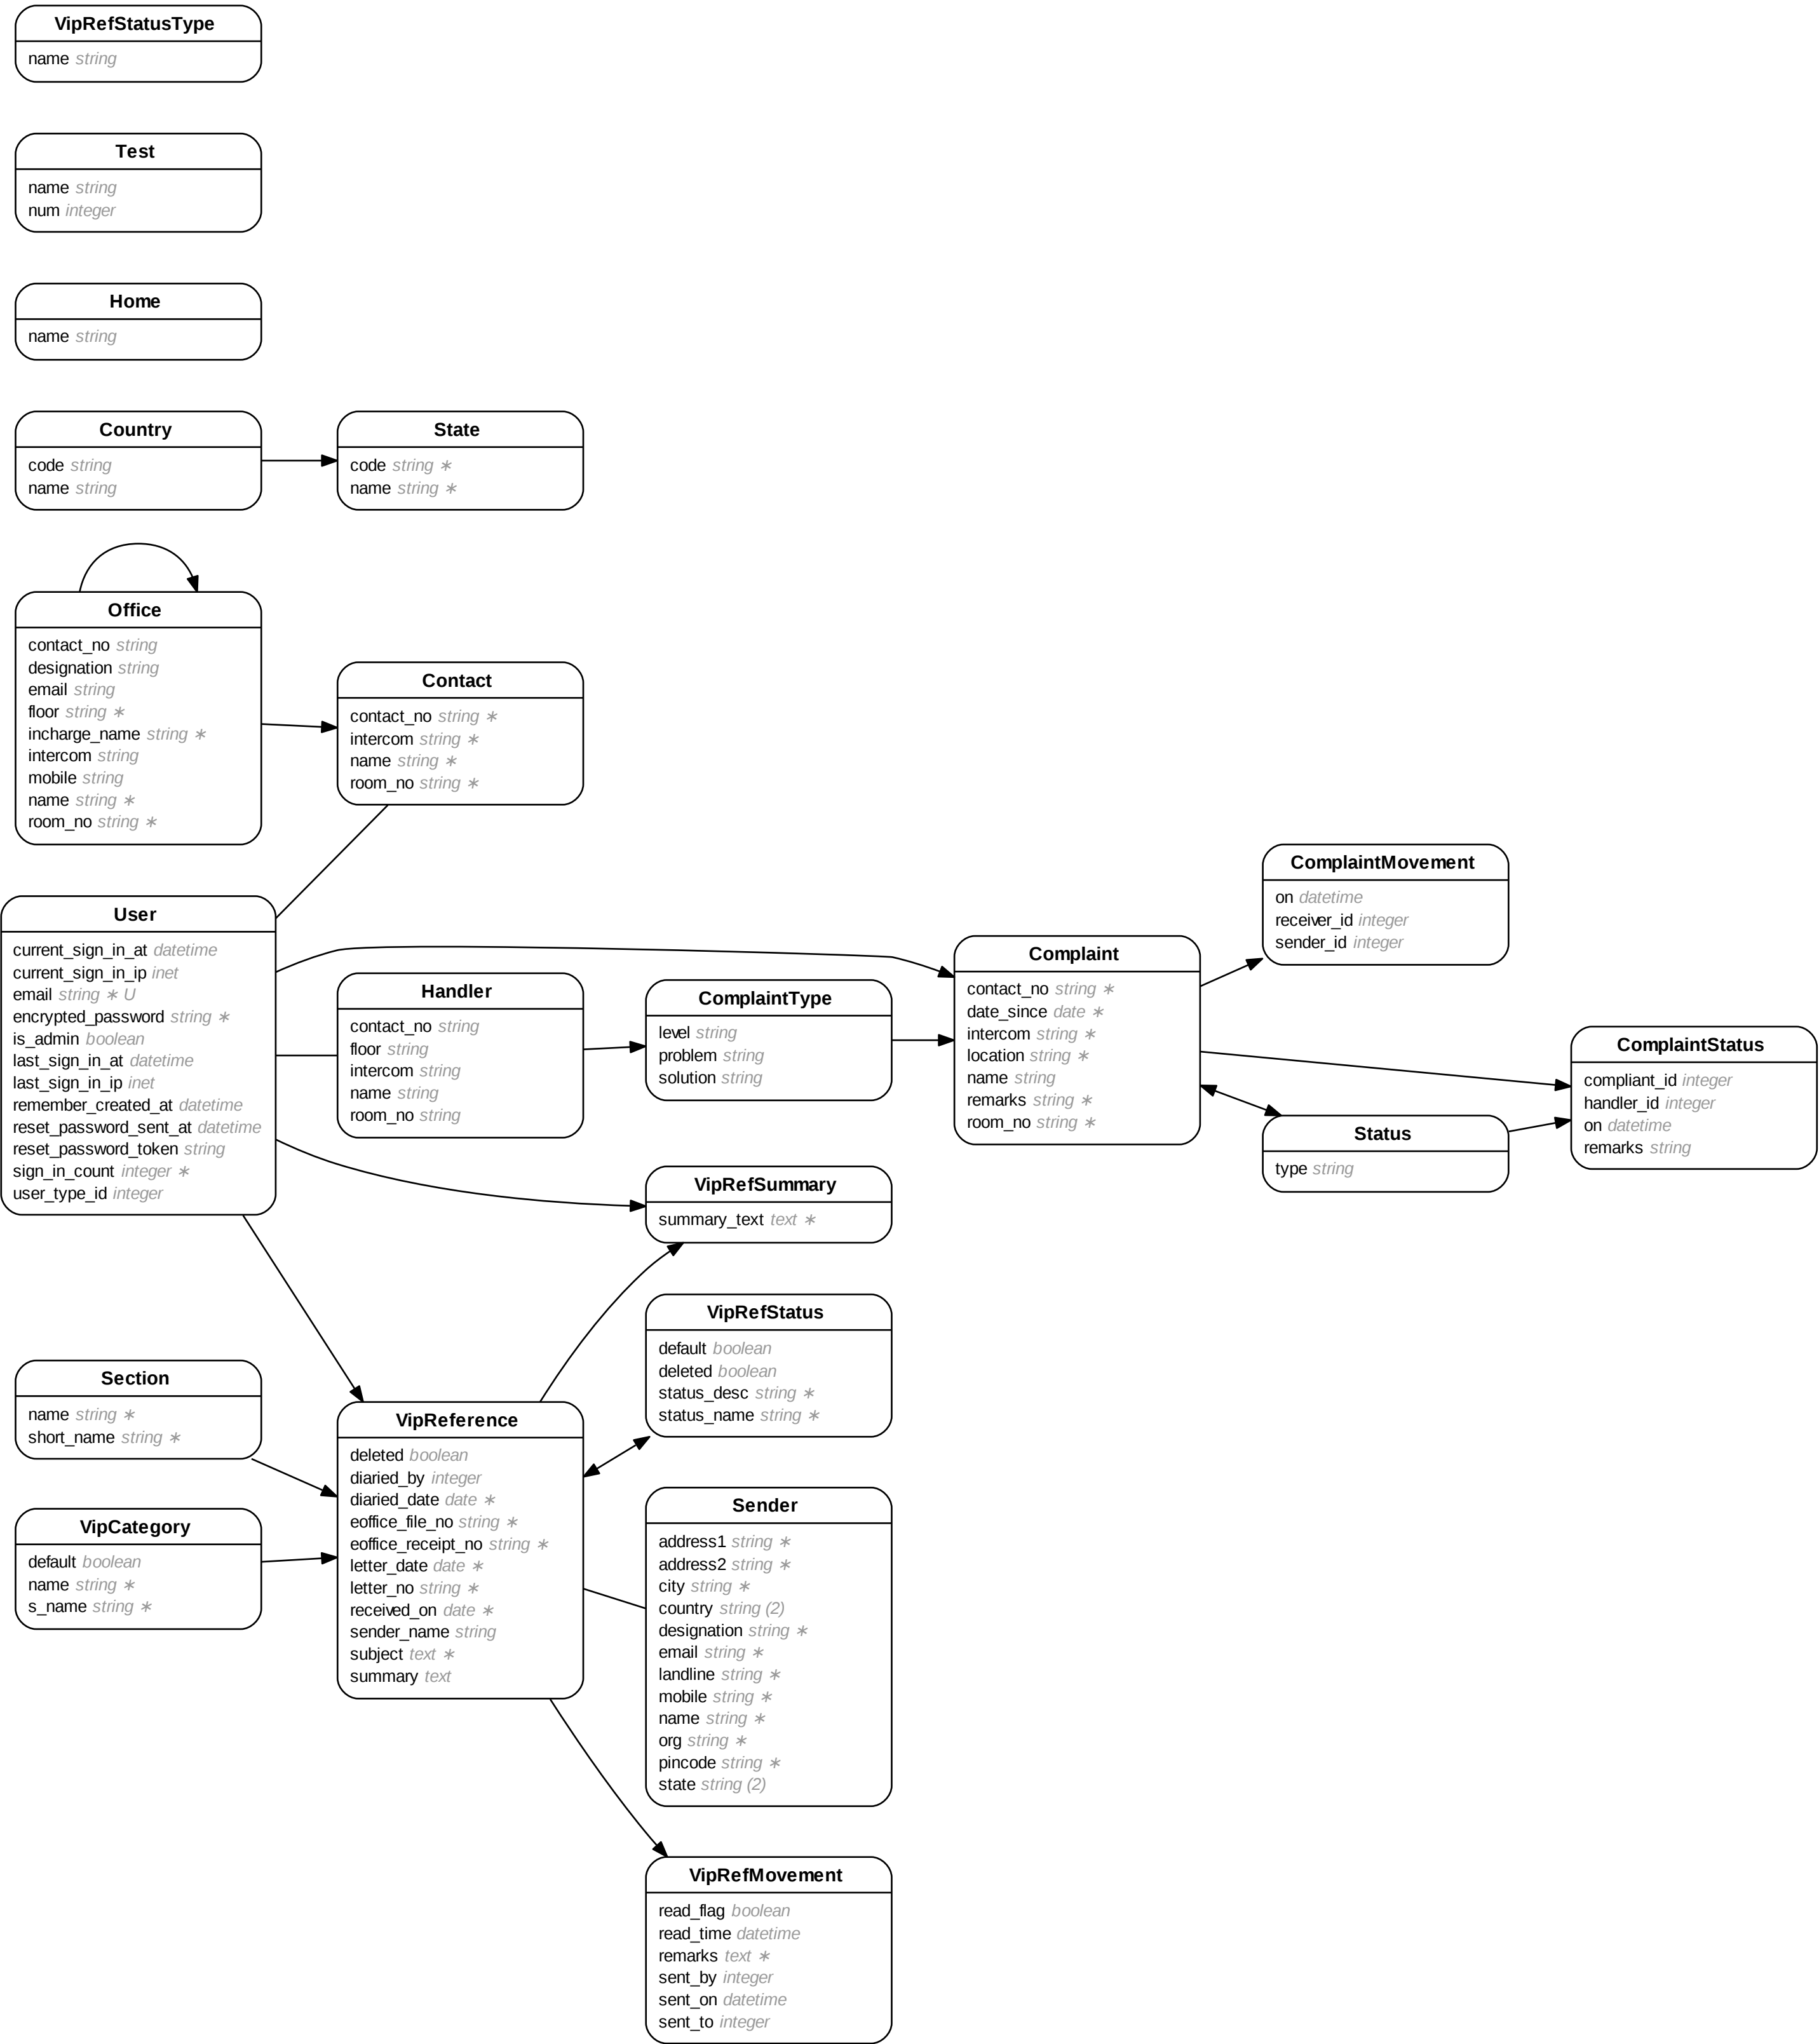 VipRefStatusType
name string
Test
name string
num integer
Home
name string
Country
code string
name string
State
code string ∗
name string ∗
Office
contact_no string
designation string
email string
floor string ∗
incharge_name string ∗
intercom string
mobile string
name string ∗
room_no string ∗
Contact
contact_no string ∗
intercom string ∗
name string ∗
room_no string ∗
User
current_sign_in_at datetime
current_sign_in_ip inet
email string ∗ U
encrypted_password string ∗
is_admin boolean
last_sign_in_at datetime
last_sign_in_ip inet
remember_created_at datetime
reset_password_sent_at datetime
reset_password_token string
sign_in_count integer ∗
user_type_id integer
Handler
contact_no string
floor string
intercom string
name string
room_no string
ComplaintType
level string
problem string
solution string
Complaint
contact_no string ∗
date_since date ∗
intercom string ∗
location string ∗
name string
remarks string ∗
room_no string ∗
ComplaintMovement
on datetime
receiver_id integer
sender_id integer
ComplaintStatus
compliant_id integer
handler_id integer
on datetime
remarks string
Status
type string
VipRefSummary
summary_text text ∗
VipRefStatus
default boolean
deleted boolean
status_desc string ∗
status_name string ∗
Section
name string ∗
short_name string ∗
VipCategory
default boolean
name string ∗
s_name string ∗
VipReference
deleted boolean
diaried_by integer
diaried_date date ∗
eoffice_file_no string ∗
eoffice_receipt_no string ∗
letter_date date ∗
letter_no string ∗
received_on date ∗
sender_name string
subject text ∗
summary text
Sender
address1 string ∗
address2 string ∗
city string ∗
country string (2)
designation string ∗
email string ∗
landline string ∗
mobile string ∗
name string ∗
org string ∗
pincode string ∗
state string (2)
VipRefMovement
read_flag boolean
read_time datetime
remarks text ∗
sent_by integer
sent_on datetime
sent_to integer